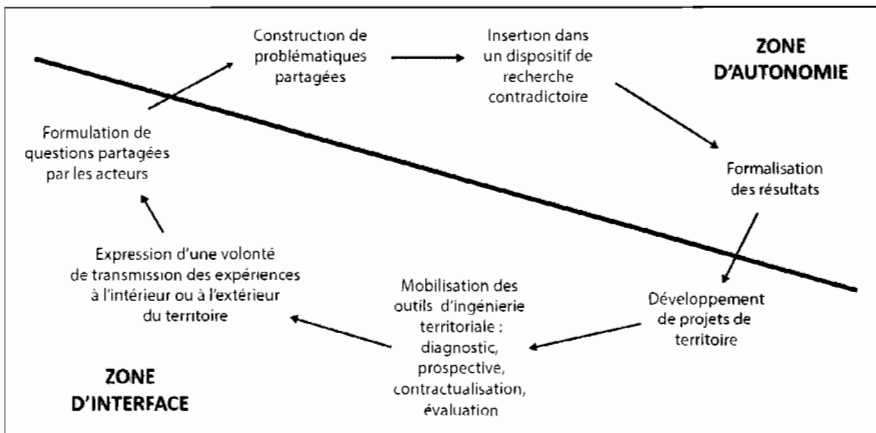 Construction de
problématiques
partagées
Insertion dans
un dispositif de
recherche
contradictoire
ZONE
D'AUTONOMIE
Formulation de
questions partagées
par les acteurs
Formalisation
des résultats
Expression d'une volonté
de transmission des expériences
à l'intérieur ou à l'extérieur
du territoire
Mobilisation des
outils d'ingénierie
territoriale :
diagnostic,
prospective,
contractualisation,
évaluation
Développement
de projets de
territoire
ZONE
D'INTERFACE